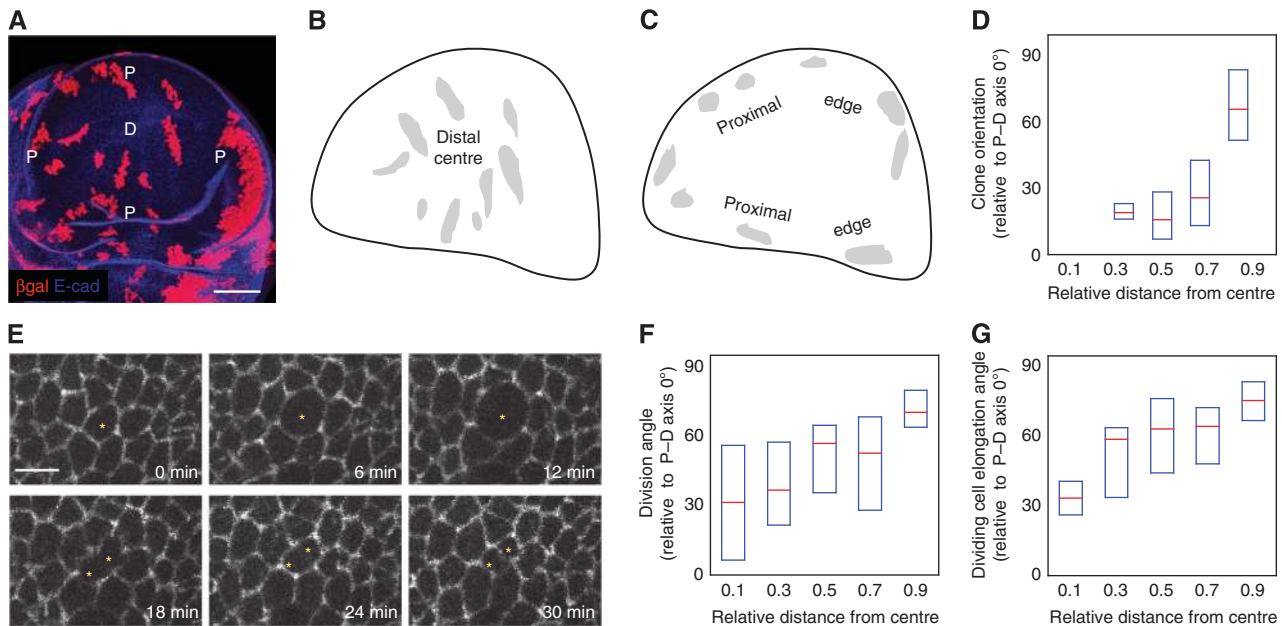 A
P
D
P
P
P
βgal E-cad
B
Distal
centre
C
Proximal
edge
Proximal
edge
D
Clone orientation
(relative to P–D axis 0°)
90
60
30
0
0.1 0.3 0.5 0.7 0.9
Relative distance from centre
E
*
0 min
*
6 min
*
12 min
* *
18 min
* *
24 min
* *
30 min
F
Division angle
(relative to P–D axis 0°)
90
60
30
0
0.1 0.3 0.5 0.7 0.9
Relative distance from centre
G
Dividing cell elongation angle
(relative to P–D axis 0°)
90
60
30
0
0.1 0.3 0.5 0.7 0.9
Relative distance from centre